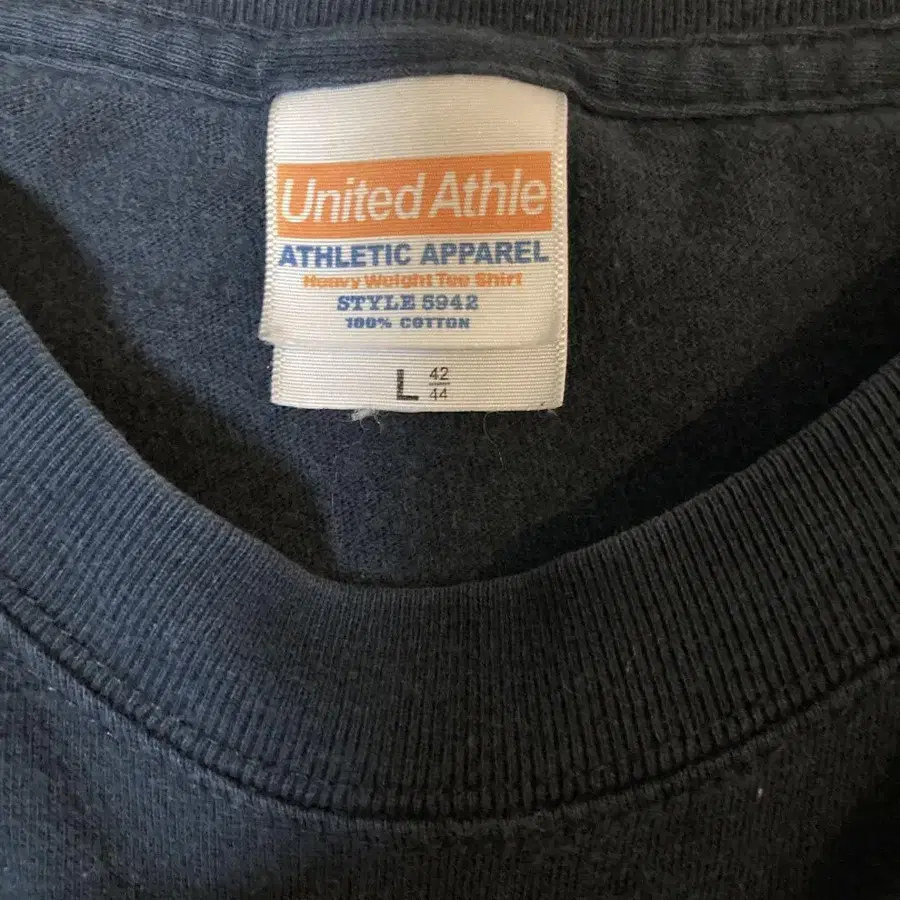 United Athle
ATHLETIC APPAREL
Heavy Weight Tee Shirt
STYLE 5942
100% COTTON
L 42
44